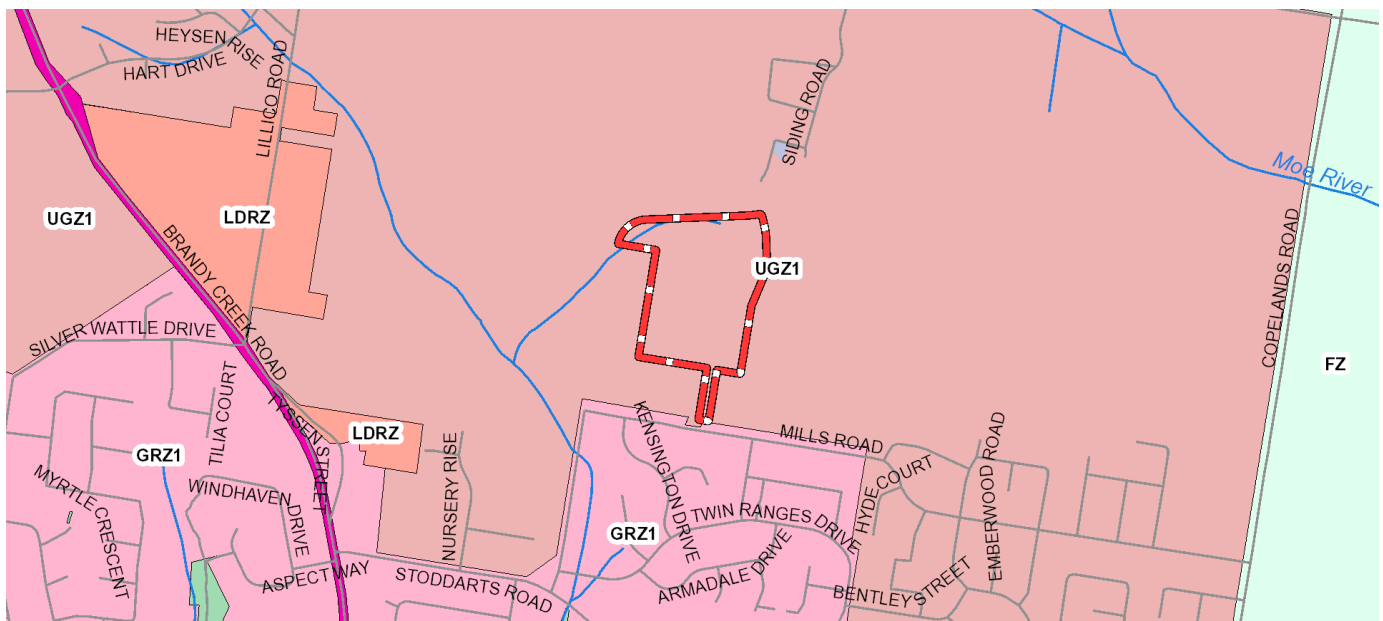 HEYSEN RISE
HART DRIVE
LILLICO ROAD
SIDING ROAD
Moe River
UGZ1
LDRZ
BRANDY CREEK ROAD
UGZ1
COPELANDS ROAD
SILVER WATTLE DRIVE
FZ
TILIA COURT
TYSSEN STREET
LDRZ
KENSINGTON DRIVE
MILLS ROAD
GRZ1
NURSERY RISE
HYDE COURT
EMBERWOOD ROAD
MYRTLE CRESCENT
WINDHAVEN DRIVE
TWIN RANGES DRIVE
GRZ1
ASPECT WAY
STODDARTS ROAD
ARMADALE DRIVE
BENTLEY STREET